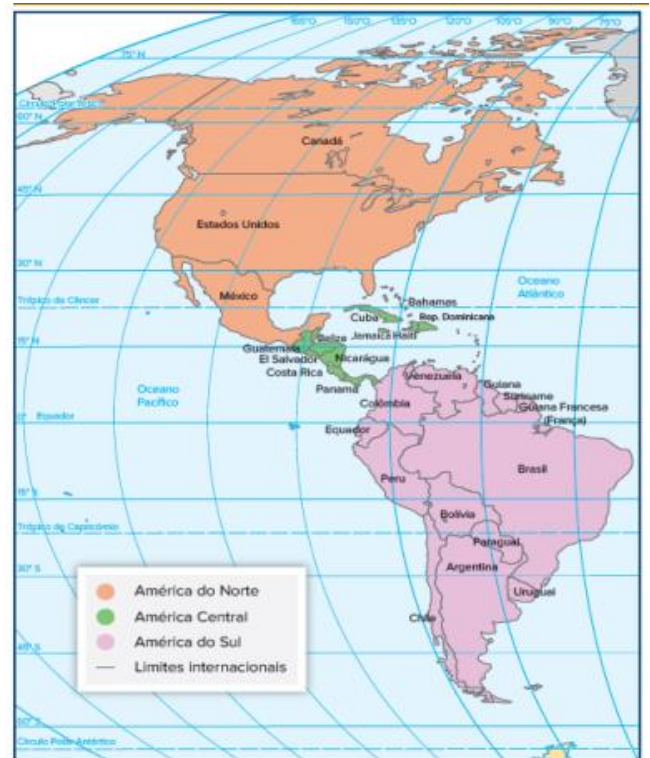 165°O 150°O 135°O 120°O 105°O 90°O 75°O
75° N
Círculo Polar Ártico
60° N
Canadá
45° N
Estados Unidos
30° N
Oceano
Atlântico
Trópico de Câncer
México
Bahamas
Cuba
Rep. Dominicana
Jamaica Haiti
Belize
15° N
Guatemala
Nicarágua
El Salvador
Costa Rica
Venezuela
Panamá
Guiana
Oceano
Pacífico
Suriname
Colômbia
Guiana Francesa
(França)
0° Equador
Equador
Peru
Brasil
15° S
Bolívia
Trópico de Capricórnio
Paraguai
Argentina
30° S
Uruguai
Chile
45° S
60° S
Círculo Polar Antártico
América do Norte
América Central
América do Sul
Limites internacionais